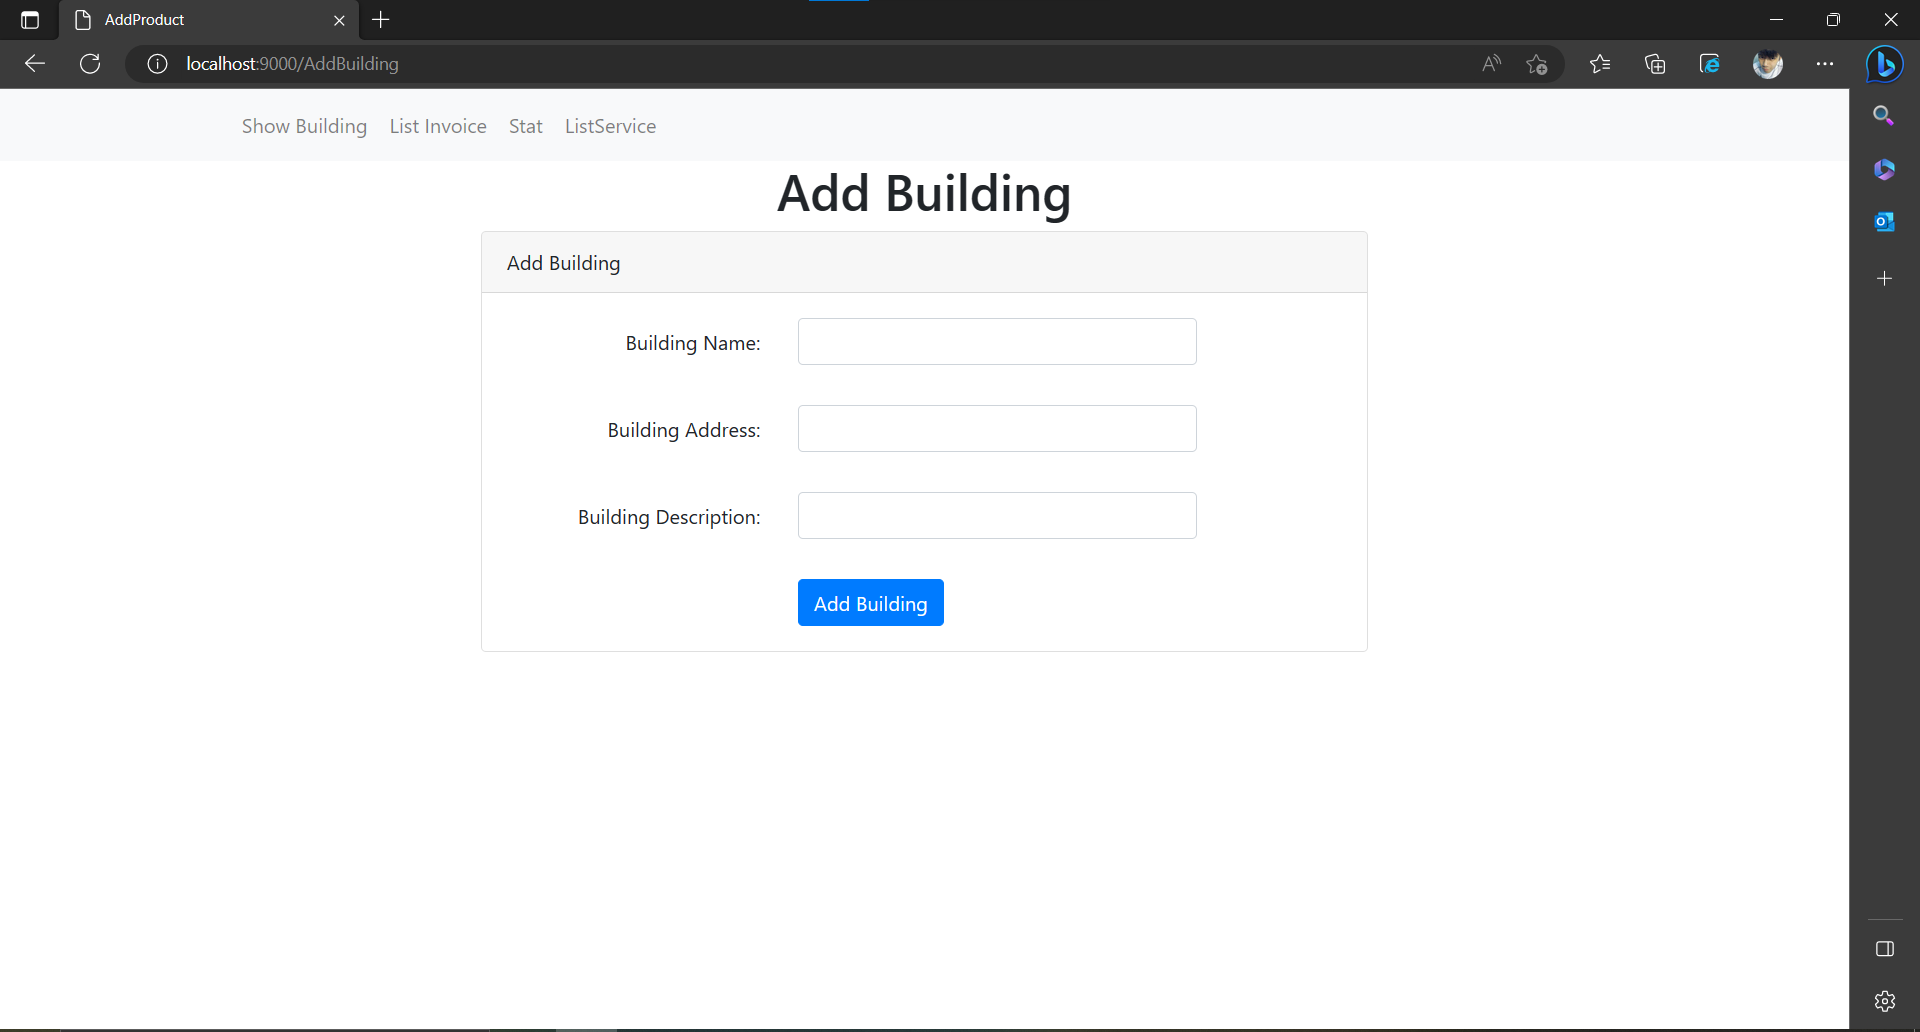 AddProduct
localhost:9000/AddBuilding
Show Building List Invoice Stat ListService
Add Building
Add Building
Building Name:
Building Address:
Building Description:
Add Building